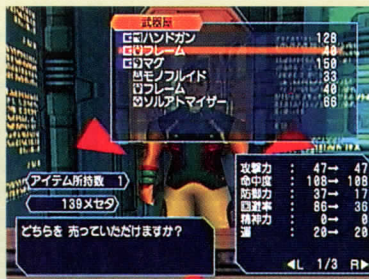 武器屋
ハンドガン 128
フレーム 40
マグ 150
モノフルイド 33
フレーム 40
ソルアトマイザー 66
アイテム所持数 1
139メセタ
どちらを 売っていただけますか?
攻撃力 : 47→ 47
命中度 : 108→ 108
防御力 : 17→ 17
回避率 : 86→ 36
精神力 : 0→ 0
運 : 20→ 20
◀L 1/3 R▶